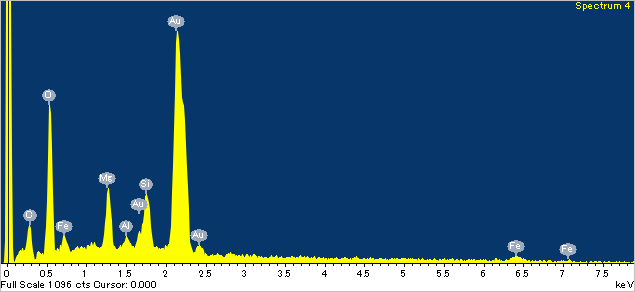 Spectrum 4
Au
O
Mg
Si
Au
Fe
Al
Au
Fe
Fe
0 0.5 1 1.5 2 2.5 3 3.5 4 4.5 5 5.5 6 6.5 7 7.5
Full Scale 1096 cts Cursor: 0.000 keV